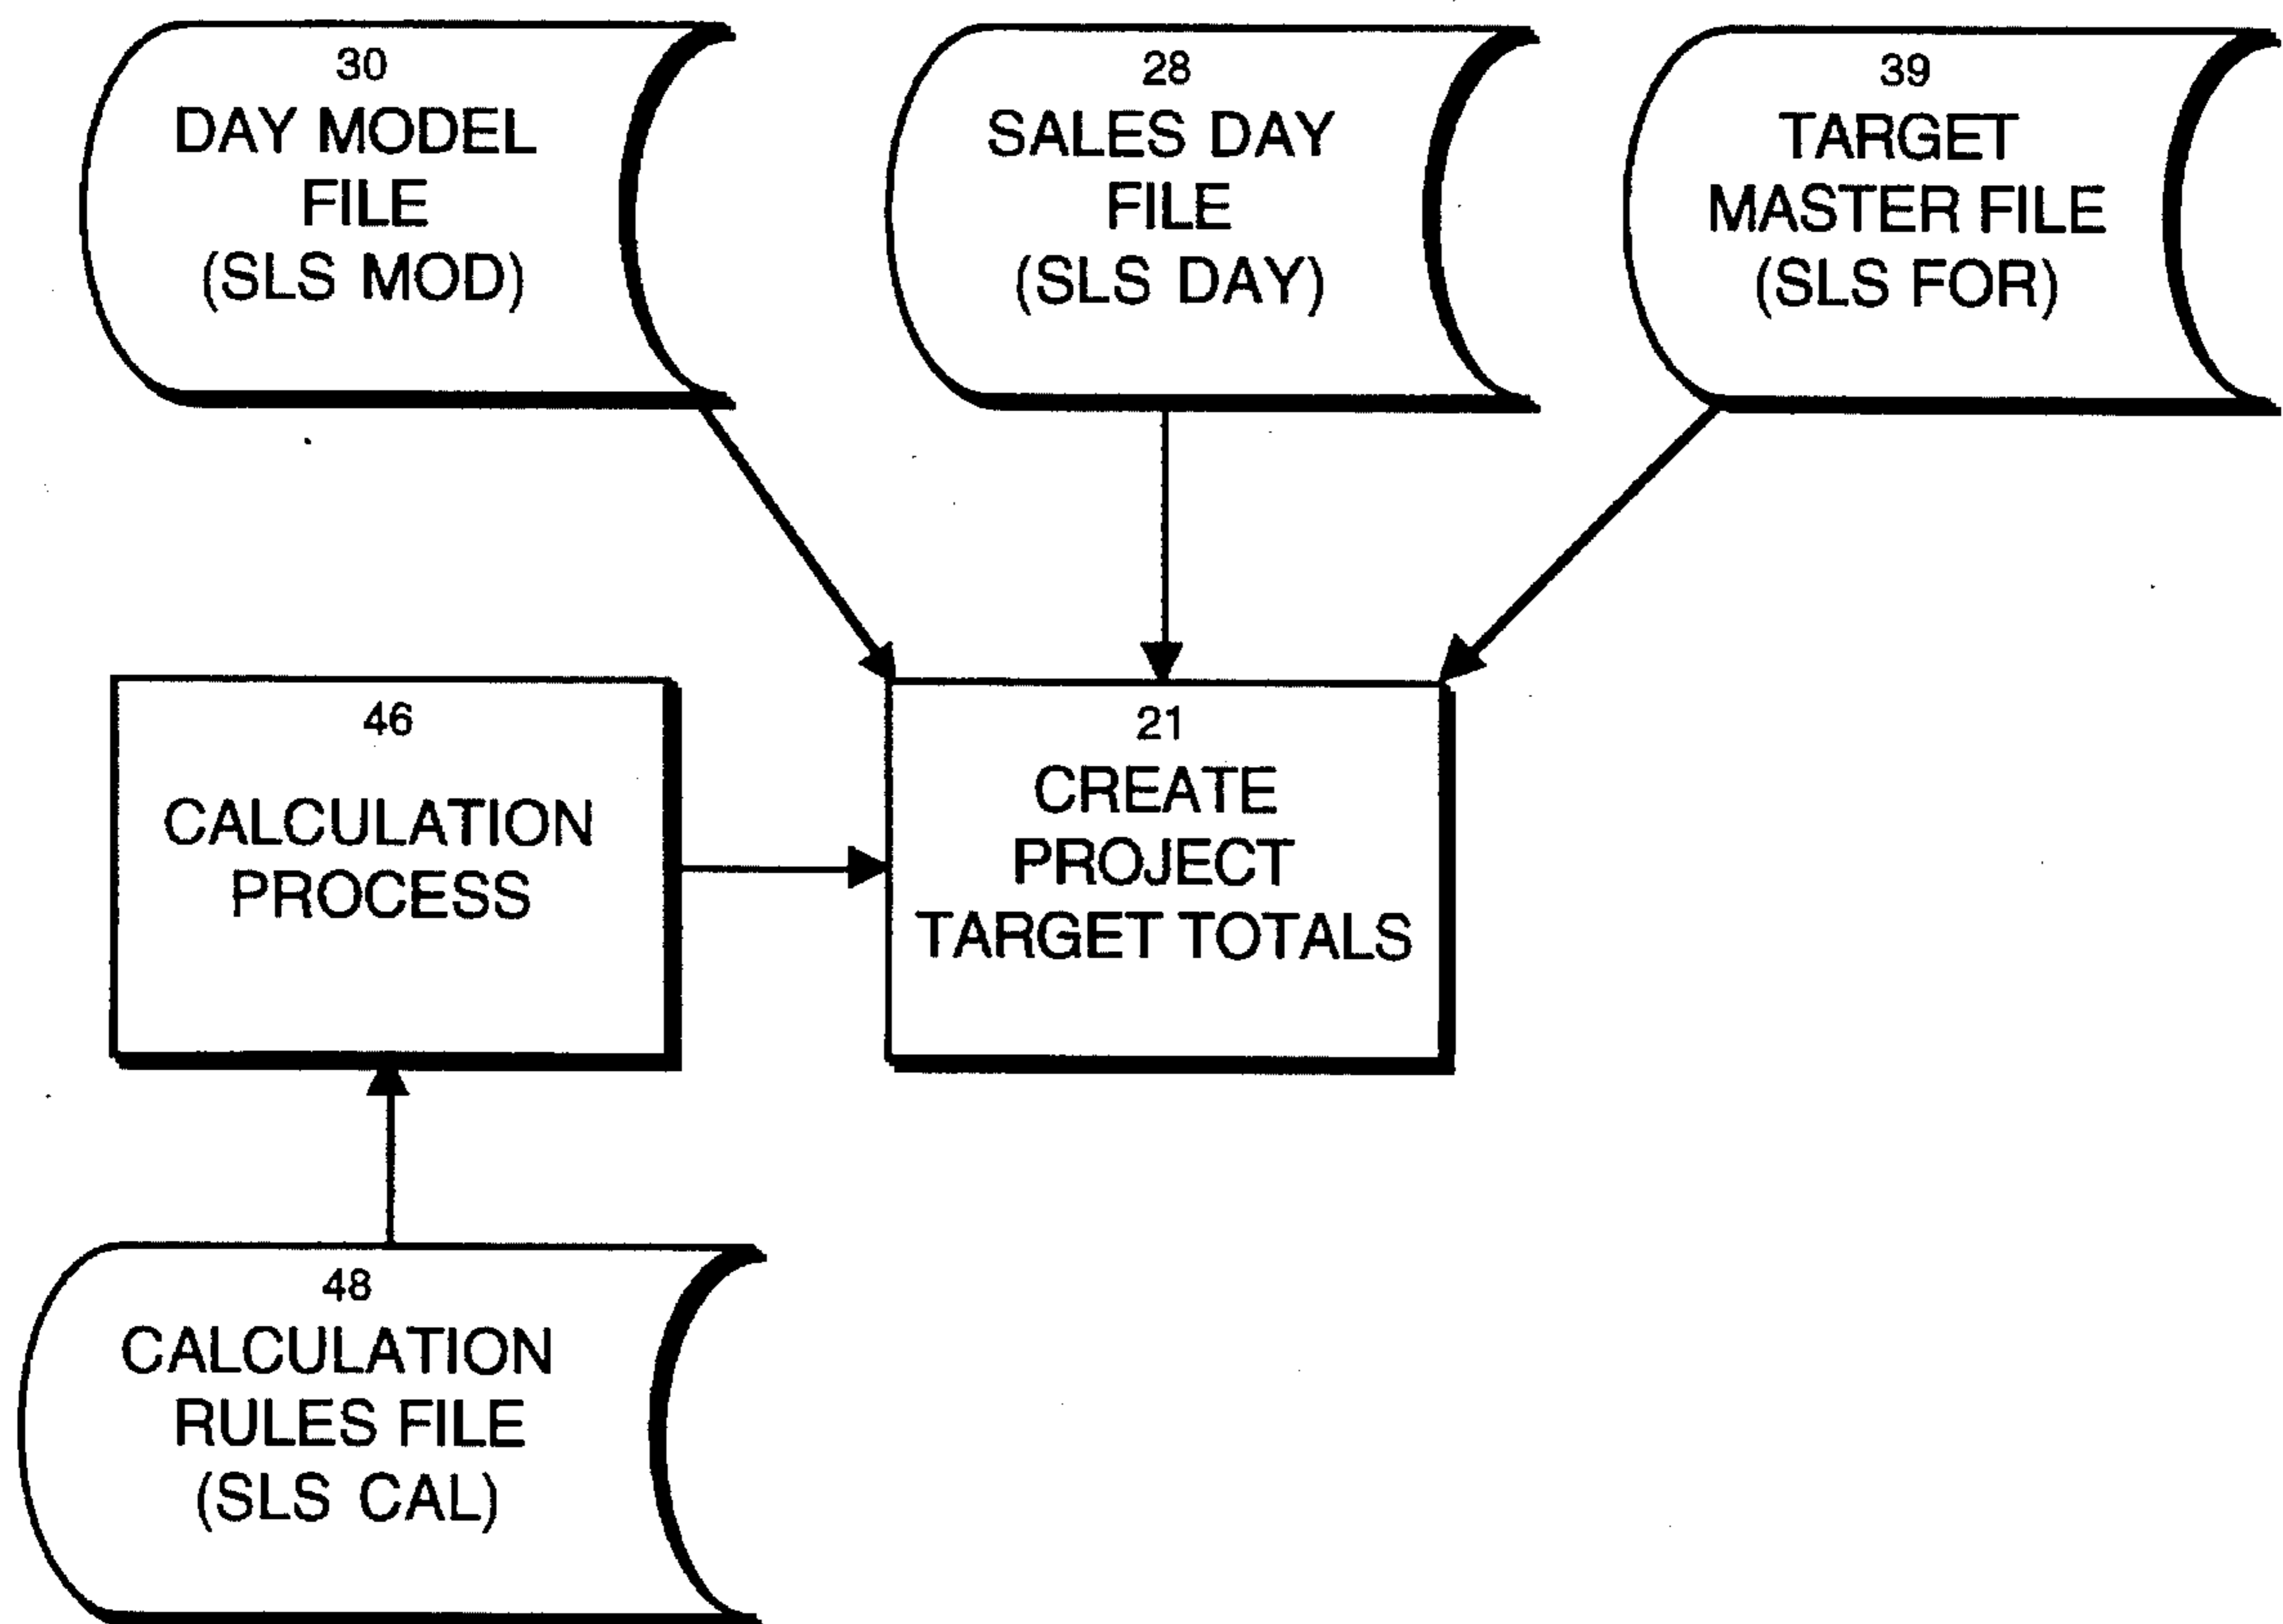 30
DAY MODEL
FILE
(SLS MOD)
28
SALES DAY
FILE
(SLS DAY)
39
TARGET
MASTER FILE
(SLS FOR)
46
CALCULATION
PROCESS
21
CREATE
PROJECT
TARGET TOTALS
48
CALCULATION
RULES FILE
(SLS CAL)